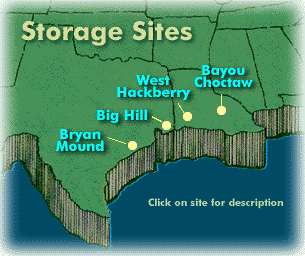 Storage Sites
Bayou
Choctaw
West
Hackberry
Big Hill
Bryan
Mound
Click on site for description